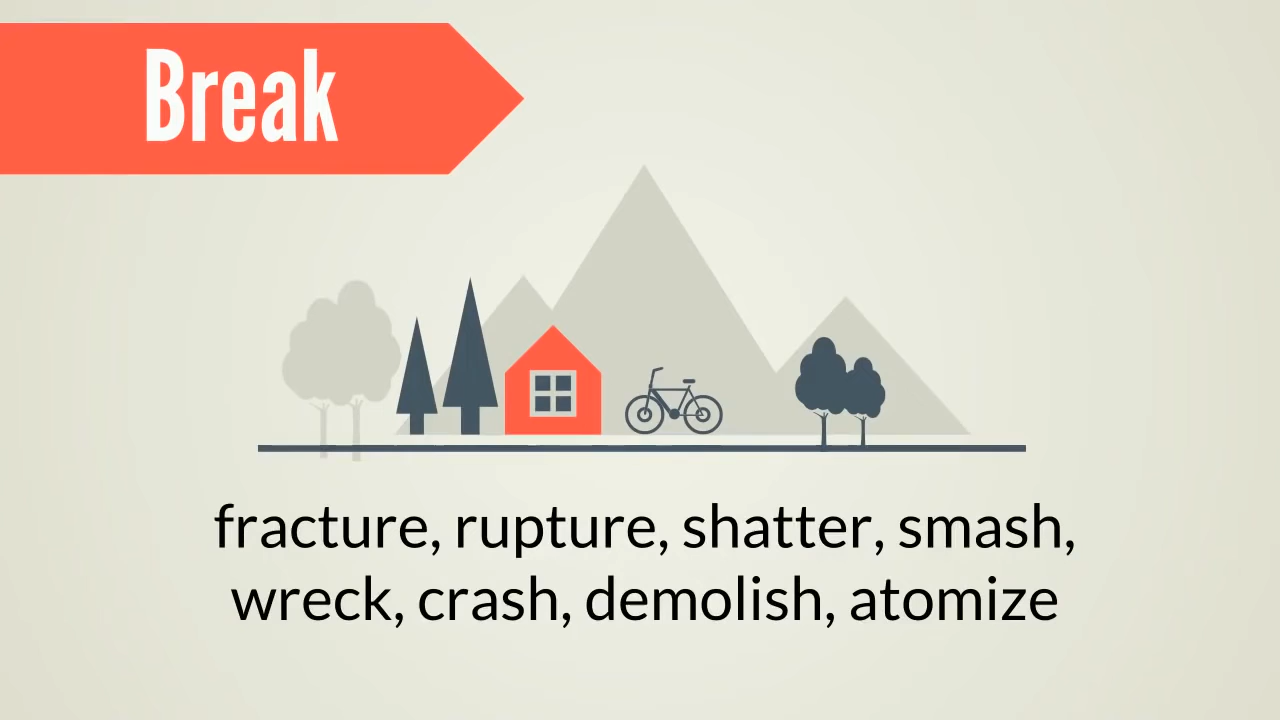 Break
fracture, rupture, shatter, smash,
wreck, crash, demolish, atomize